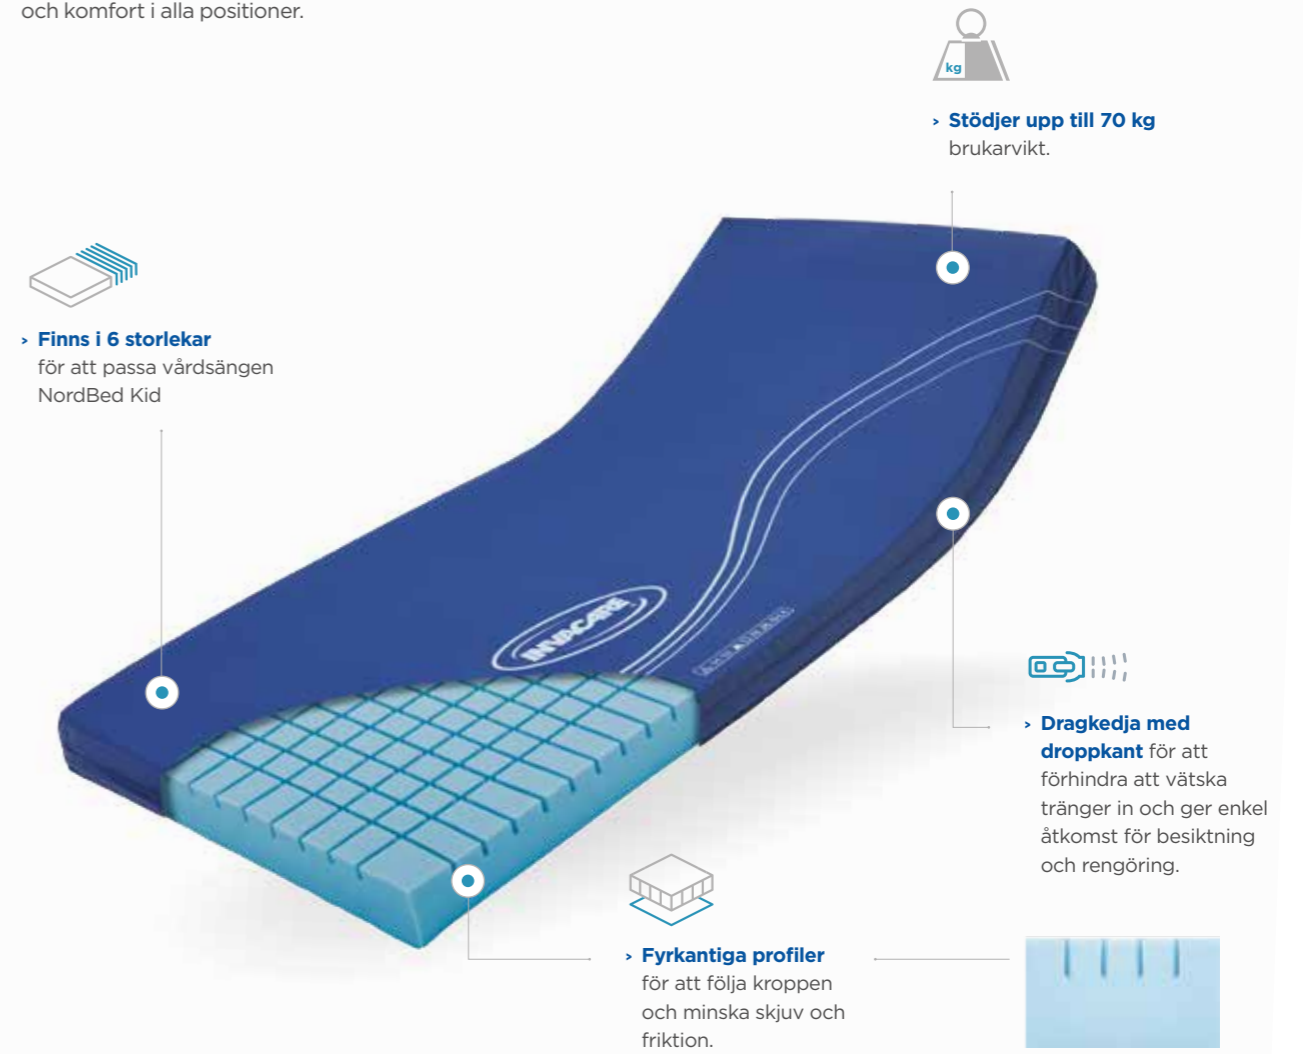 och komfort i alla positioner.
kg
> Stödjer upp till 70 kg
brukarvikt.
> Finns i 6 storlekar
för att passa vårdsängen
NordBed Kid
INVACARE
> Dragkedja med
droppkant för att
förhindra att vätska
tränger in och ger enkel
åtkomst för besiktning
och rengöring.
> Fyrkantiga profiler
för att följa kroppen
och minska skjuv och
friktion.